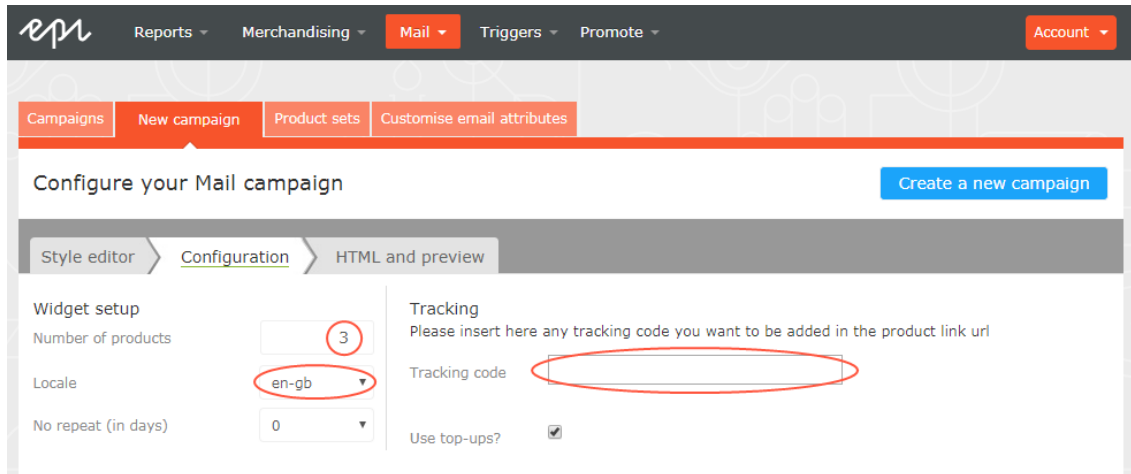 epi Reports Merchandising Mail Triggers Promote Account
Campaigns New campaign Product sets Customise email attributes
Configure your Mail campaign Create a new campaign
Style editor Configuration HTML and preview
Widget setup
Number of products 3
Locale en-gb
No repeat (in days) 0
Tracking
Please insert here any tracking code you want to be added in the product link url
Tracking code
Use top-ups?